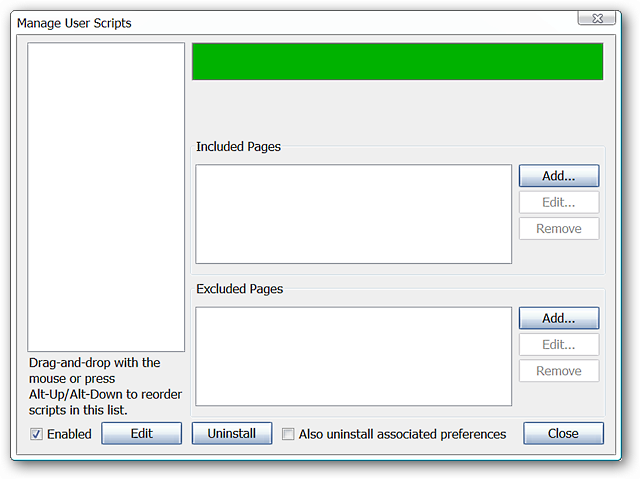 Manage User Scripts
Included Pages
Add...
Edit...
Remove
Excluded Pages
Add...
Edit...
Remove
Drag-and-drop with the
mouse or press
Alt-Up/Alt-Down to reorder
scripts in this list.
Enabled
Edit
Uninstall
Also uninstall associated preferences
Close